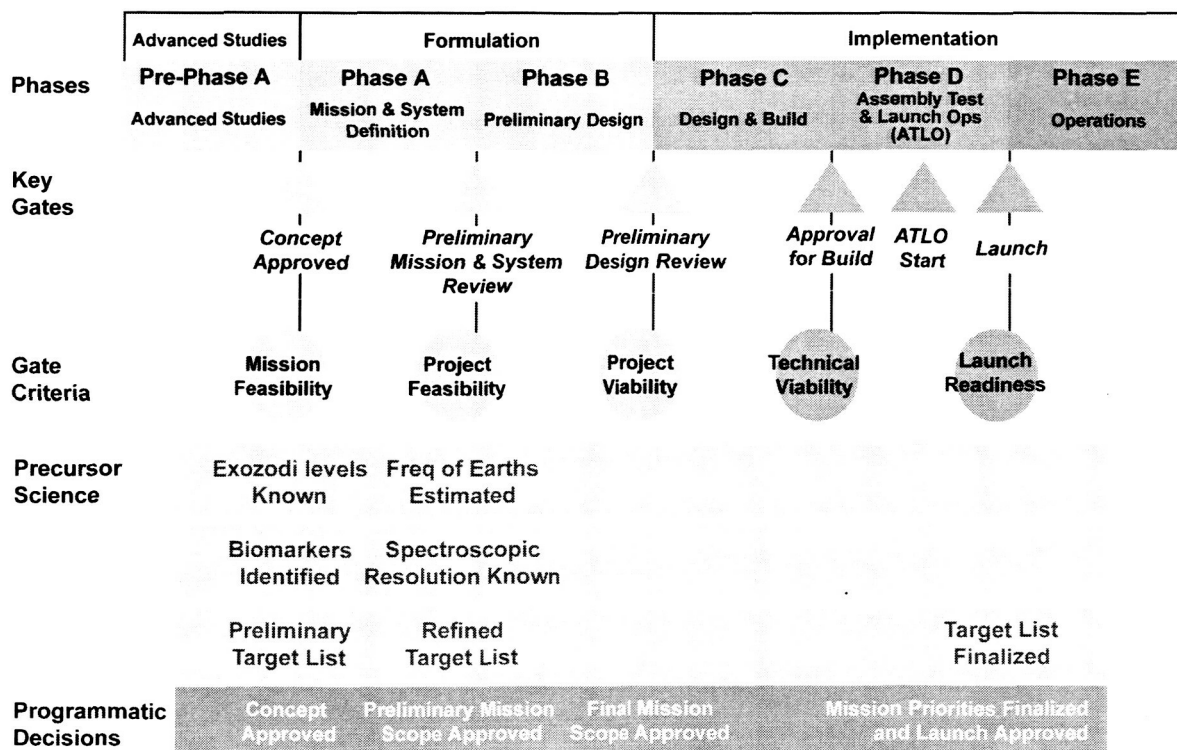 Advanced Studies Formulation Implementation
Phases
Pre-Phase A Phase A Phase B Phase C Phase D Phase E
Advanced Studies
Mission & System
Definition
Preliminary Design
Design & Build
Assembly Test
& Launch Ops
(ATLO)
Operations
Key
Gates
Concept
Approved
Preliminary
Mission & System
Review
Preliminary
Design Review
Approval
for Build
ATLO
Start
Launch
Gate
Criteria
Mission
Feasibility
Project
Feasibility
Project
Viability
Technical
Viability
Launch
Readiness
Precursor
Science
Exozodi levels
Known
Freq of Earths
Estimated
Biomarkers
Identified
Spectroscopic
Resolution Known
Preliminary
Target List
Refined
Target List
Target List
Finalized
Programmatic
Decisions
Concept
Approved
Preliminary Mission
Scope Approved
Final Mission
Scope Approved
Mission Priorities Finalized
and Launch Approved